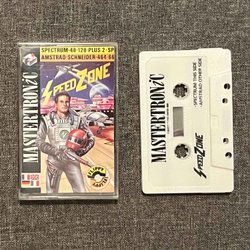 SPECTRUM·48·128·PLUS 2·SP
AMSTRAD·SCHNEIDER·464·66
MASTERTRONIC
SPEED ZONE
MASTERTRONIC
SPECTRUM THIS SIDE
AMSTRAD OTHER SIDE
SPEED ZONE